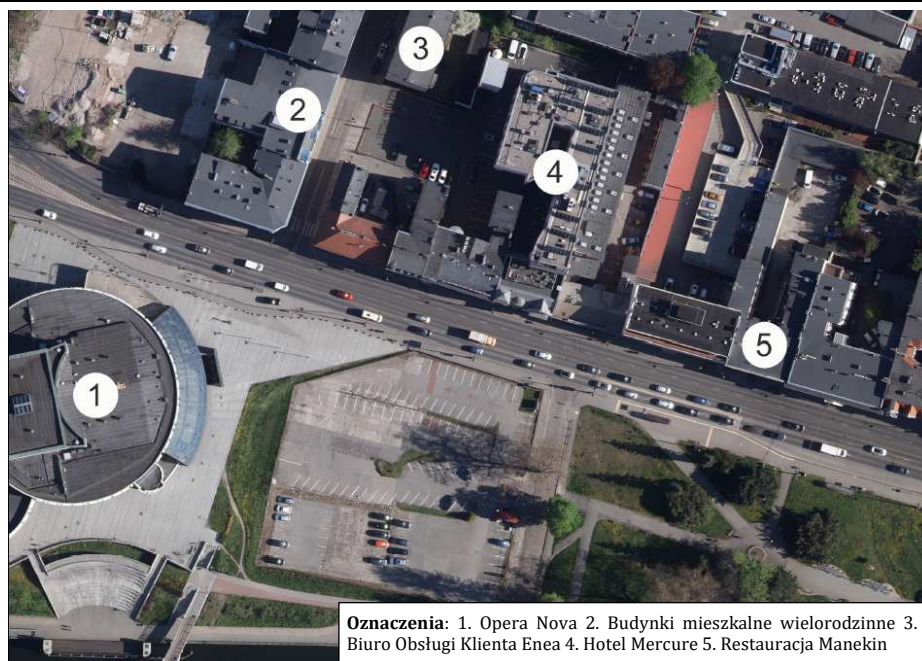 2
3
4
5
1
Oznaczenia: 1. Opera Nova 2. Budynki mieszkalne wielorodzinne 3.
Biuro Obsługi Klienta Enea 4. Hotel Mercure 5. Restauracja Manekin